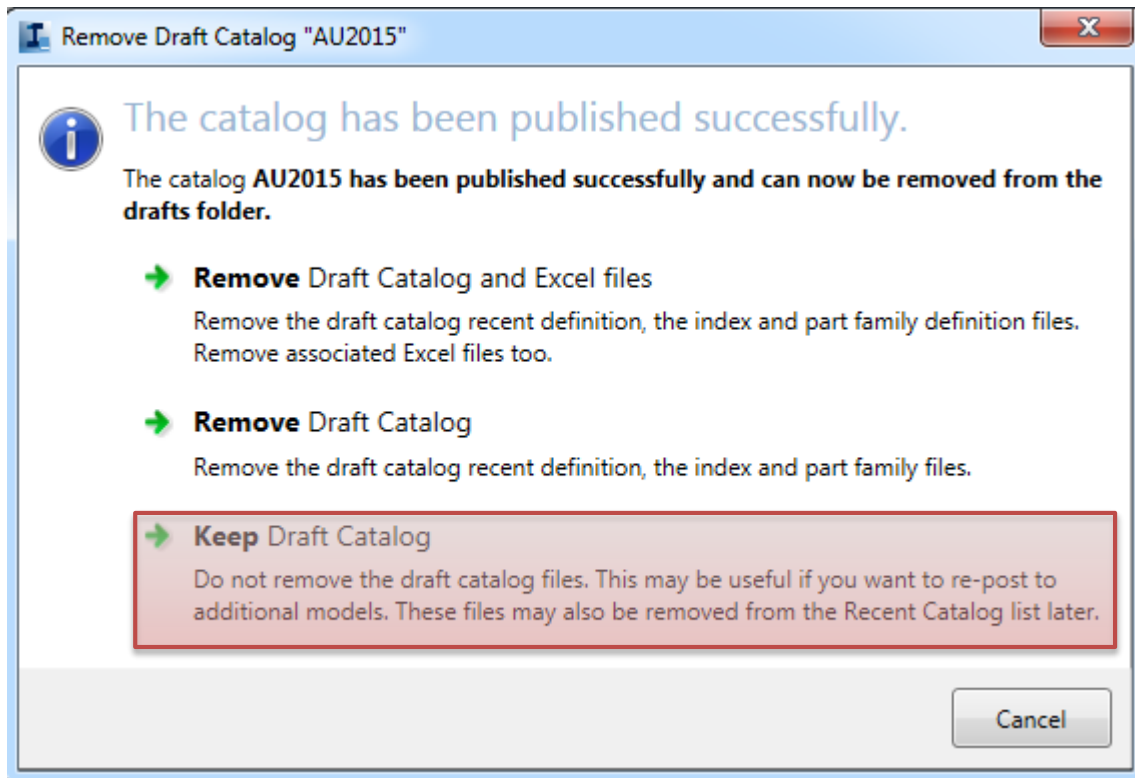 Remove Draft Catalog "AU2015"
The catalog has been published successfully.
The catalog AU2015 has been published successfully and can now be removed from the
drafts folder.
Remove Draft Catalog and Excel files
Remove the draft catalog recent definition, the index and part family definition files.
Remove associated Excel files too.
Remove Draft Catalog
Remove the draft catalog recent definition, the index and part family files.
Keep Draft Catalog
Do not remove the draft catalog files. This may be useful if you want to re-post to
additional models. These files may also be removed from the Recent Catalog list later.
Cancel